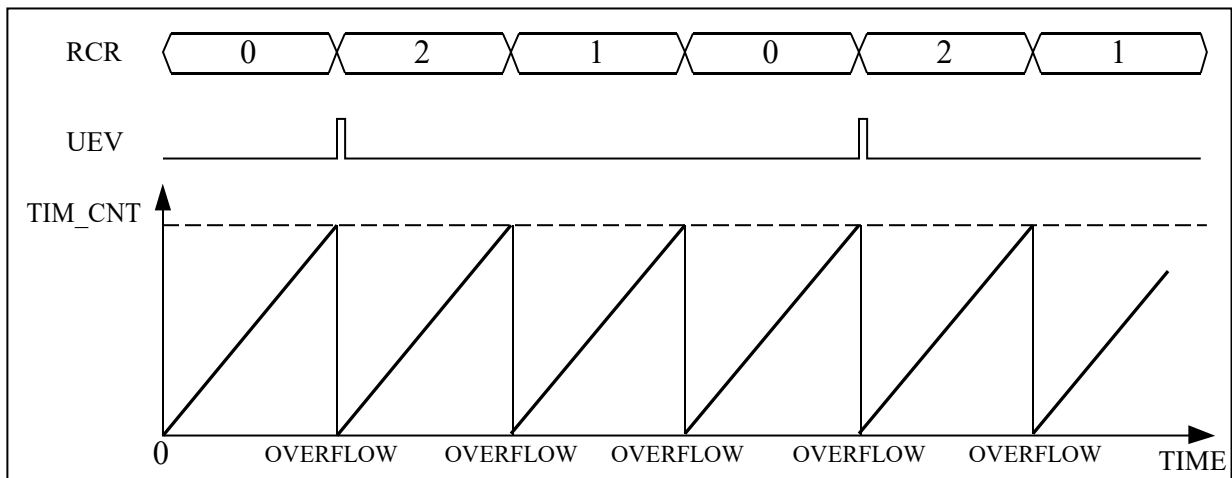 RCR 0 2 1 0 2 1
UEV
TIM_CNT
0 OVERFLOW OVERFLOW OVERFLOW OVERFLOW OVERFLOW TIME